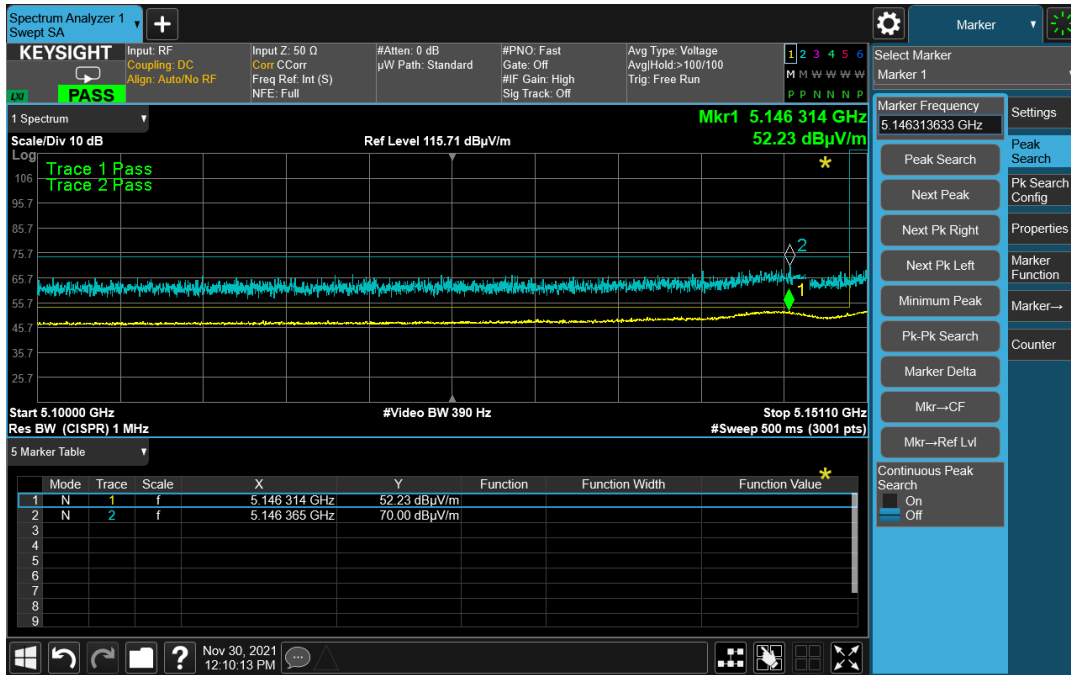 Spectrum Analyzer 1
Swept SA
Marker
KEYSIGHT
LXI
PASS
Input: RF
Coupling: DC
Align: Auto/No RF
Input Z: 50 Ω
Corr CCorr
Freq Ref: Int (S)
NFE: Full
#Atten: 0 dB
µW Path: Standard
#PNO: Fast
Gate: Off
#IF Gain: High
Sig Track: Off
Avg Type: Voltage
Avg|Hold:>100/100
Trig: Free Run
1 2 3 4 5 6
M M W W W W
P P N N N P
Select Marker
Marker 1
1 Spectrum
Mkr1 5.146 314 GHz
Scale/Div 10 dB
Ref Level 115.71 dBµV/m
52.23 dBµV/m
Log
Trace 1 Pass
Trace 2 Pass
106
95.7
85.7
75.7
65.7
55.7
45.7
35.7
25.7
2
1
Start 5.10000 GHz
#Video BW 390 Hz
Stop 5.15110 GHz
Res BW (CISPR) 1 MHz
#Sweep 500 ms (3001 pts)
5 Marker Table
Mode Trace Scale X Y Function Function Width Function Value
1 N 1 f 5.146 314 GHz 52.23 dBµV/m
2 N 2 f 5.146 365 GHz 70.00 dBµV/m
3
4
5
6
7
8
9
Marker Frequency
5.146313633 GHz
Peak Search
Next Peak
Next Pk Right
Next Pk Left
Minimum Peak
Pk-Pk Search
Marker Delta
Mkr→CF
Mkr→Ref Lvl
Continuous Peak
Search
On
Off
Settings
Peak
Search
Pk Search
Config
Properties
Marker
Function
Marker→
Counter
?
Nov 30, 2021
12:10:13 PM